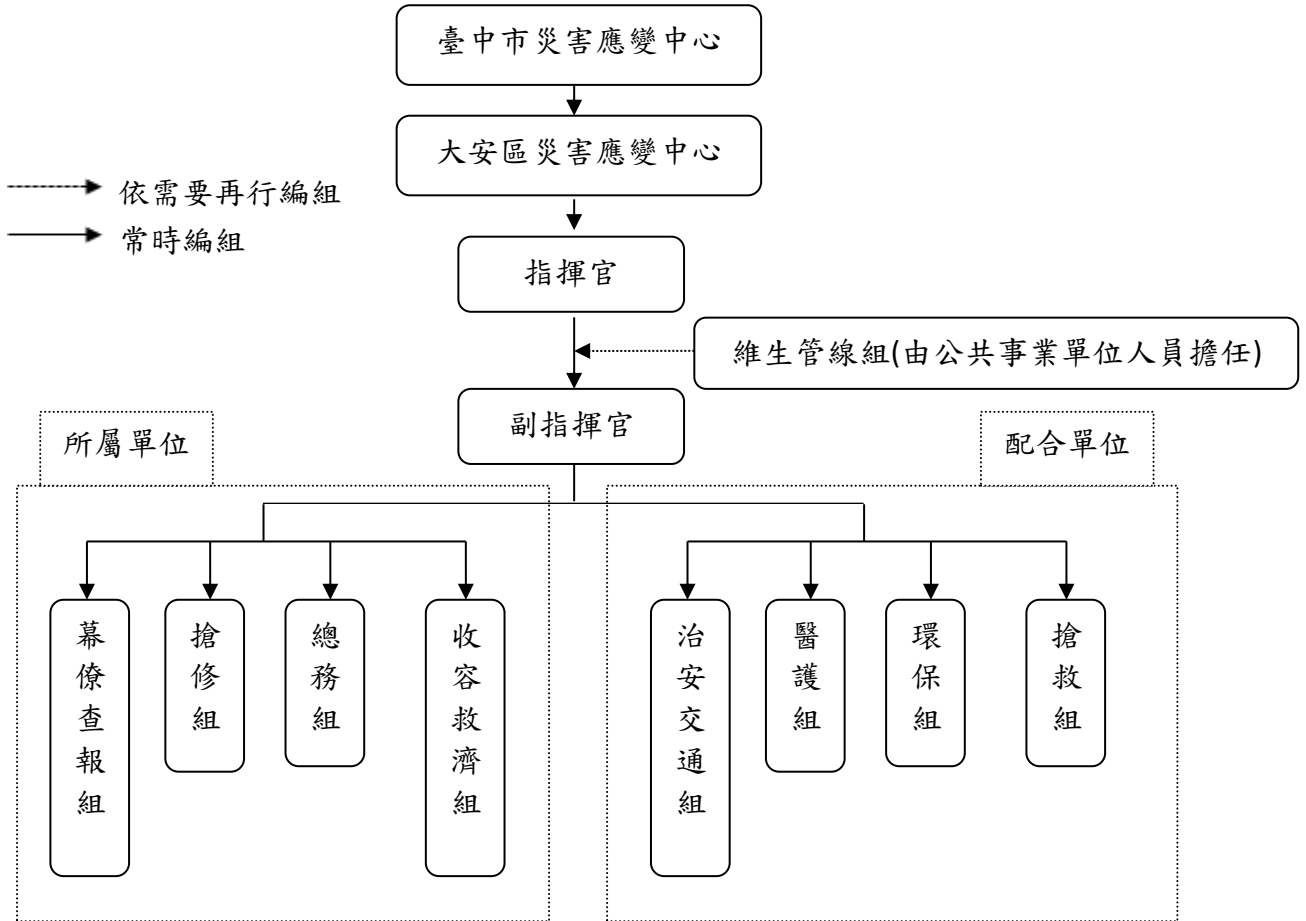 臺中市災害應變中心
大安區災害應變中心
依需要再行編組
常時編組
指揮官
維生管線組(由公共事業單位人員擔任)
副指揮官
所屬單位
配合單位
幕僚查報組
搶修組
總務組
收容救濟組
治安交通組
醫護組
環保組
搶救組